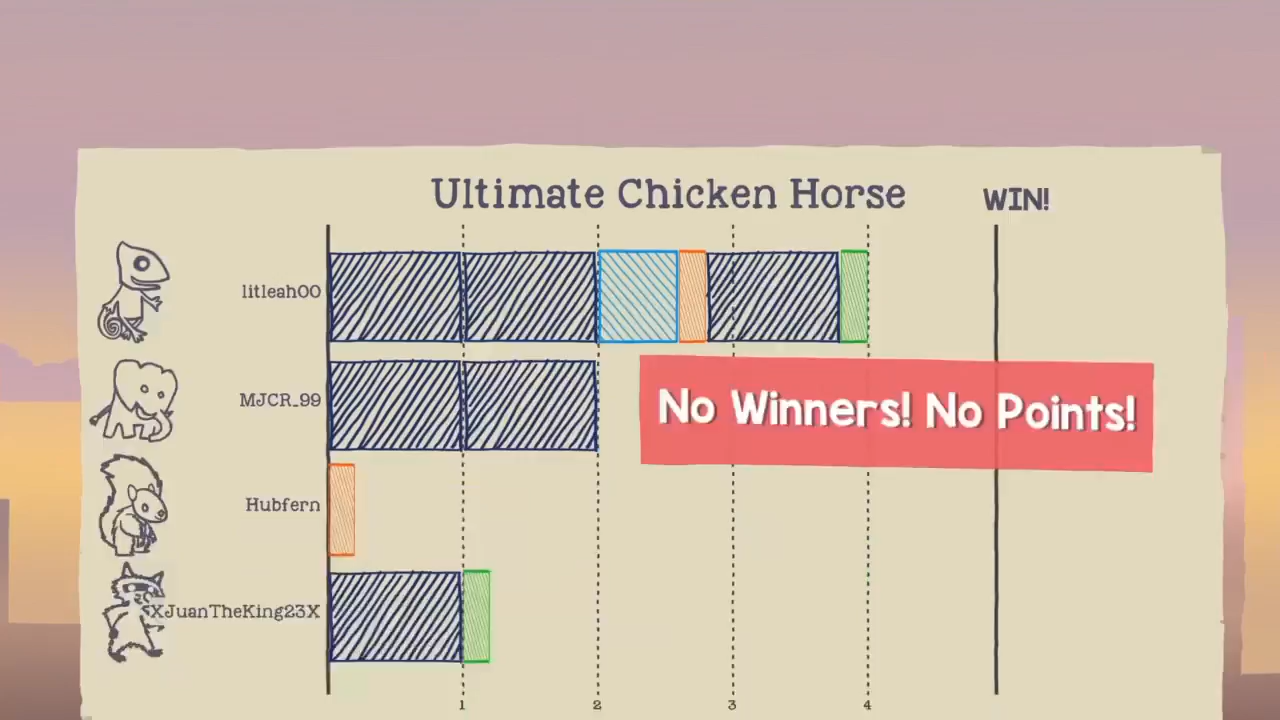 Ultimate Chicken Horse
WIN!
litleah00
MJCR_99
No Winners! No Points!
Hubfern
XJuanTheKing23X
1 2 3 4